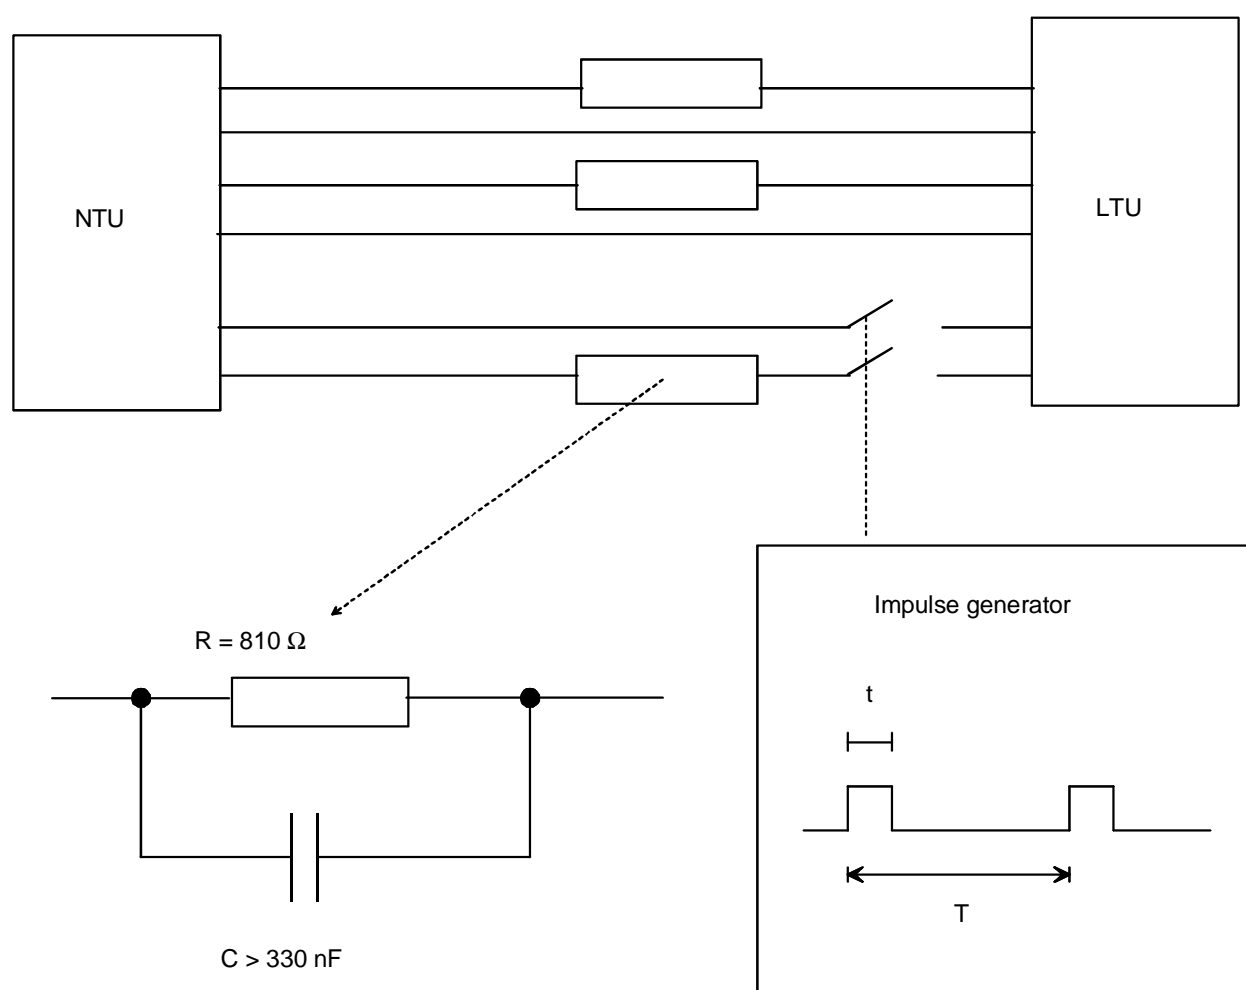 NTU
LTU
Impulse generator
R = 810 Ω
t
T
C > 330 nF